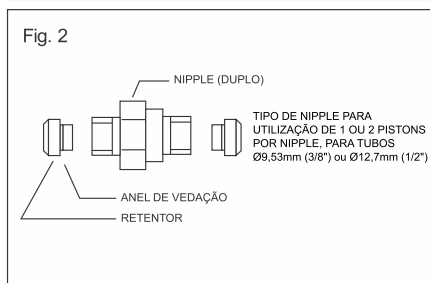 Fig. 2
NIPPLE (DUPLO)
TIPO DE NIPPLE PARA
UTILIZAÇÃO DE 1 OU 2 PISTONS
POR NIPPLE, PARA TUBOS
Ø9,53mm (3/8") ou Ø12,7mm (1/2")
ANEL DE VEDAÇÃO
RETENTOR